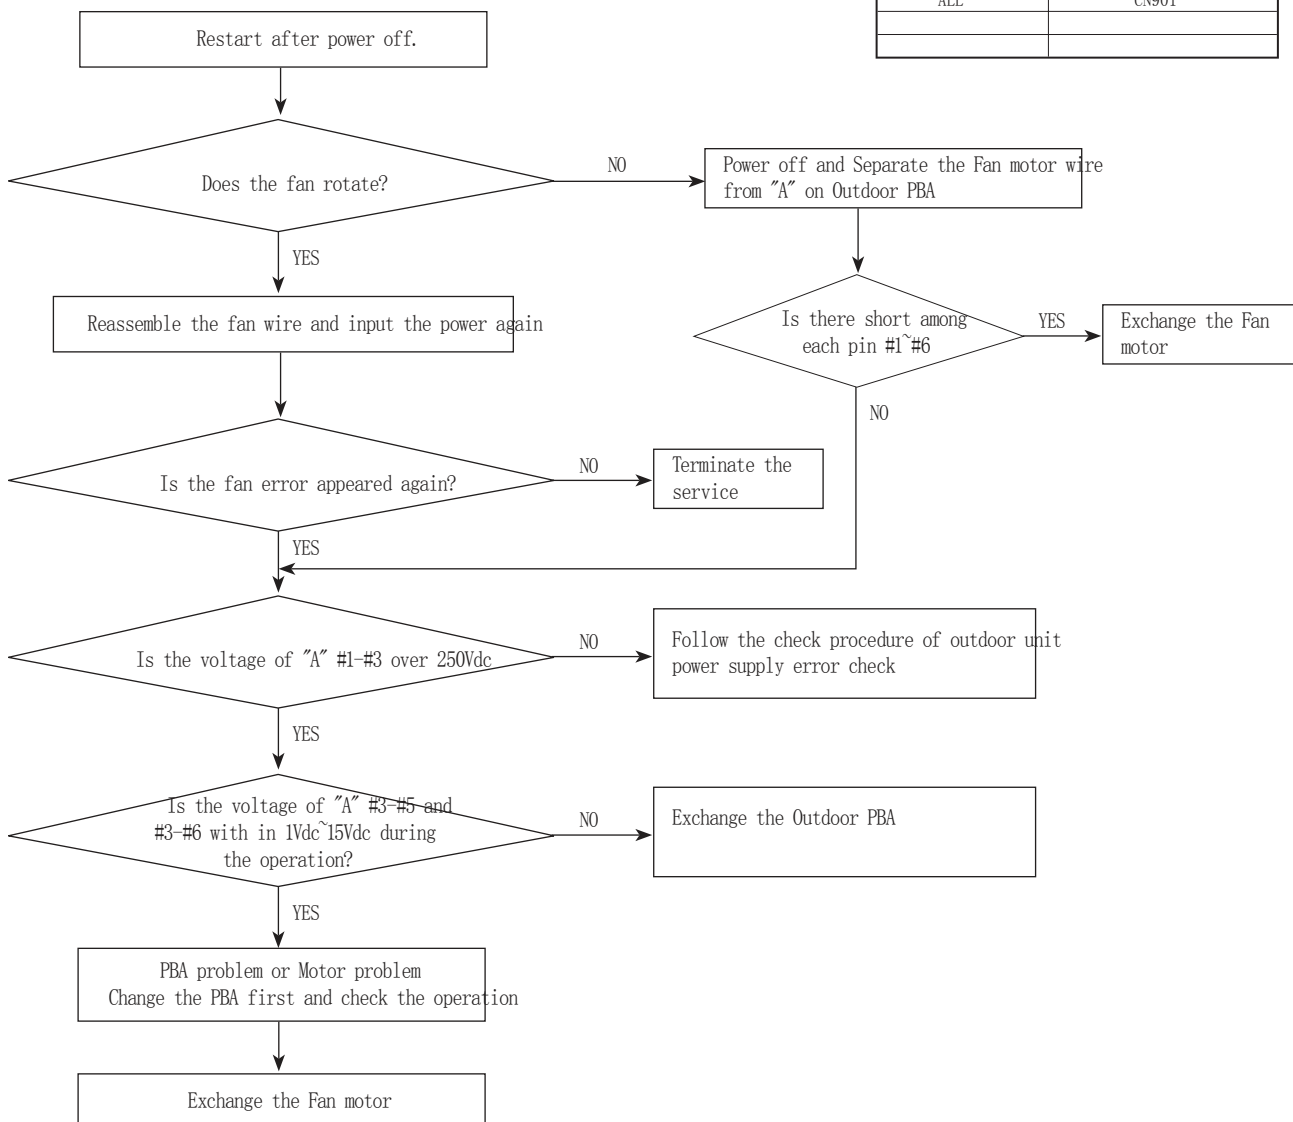 ALL CN901
Restart after power off.
Does the fan rotate?
NO
Power off and Separate the Fan motor wire
from "A" on Outdoor PBA
YES
Reassemble the fan wire and input the power again
Is there short among
each pin #1~#6
YES
Exchange the Fan
motor
NO
Is the fan error appeared again?
NO
Terminate the
service
YES
Is the voltage of "A" #1-#3 over 250Vdc
NO
Follow the check procedure of outdoor unit
power supply error check
YES
Is the voltage of "A" #3-#5 and
#3-#6 with in 1Vdc~15Vdc during
the operation?
NO
Exchange the Outdoor PBA
YES
PBA problem or Motor problem
Change the PBA first and check the operation
Exchange the Fan motor